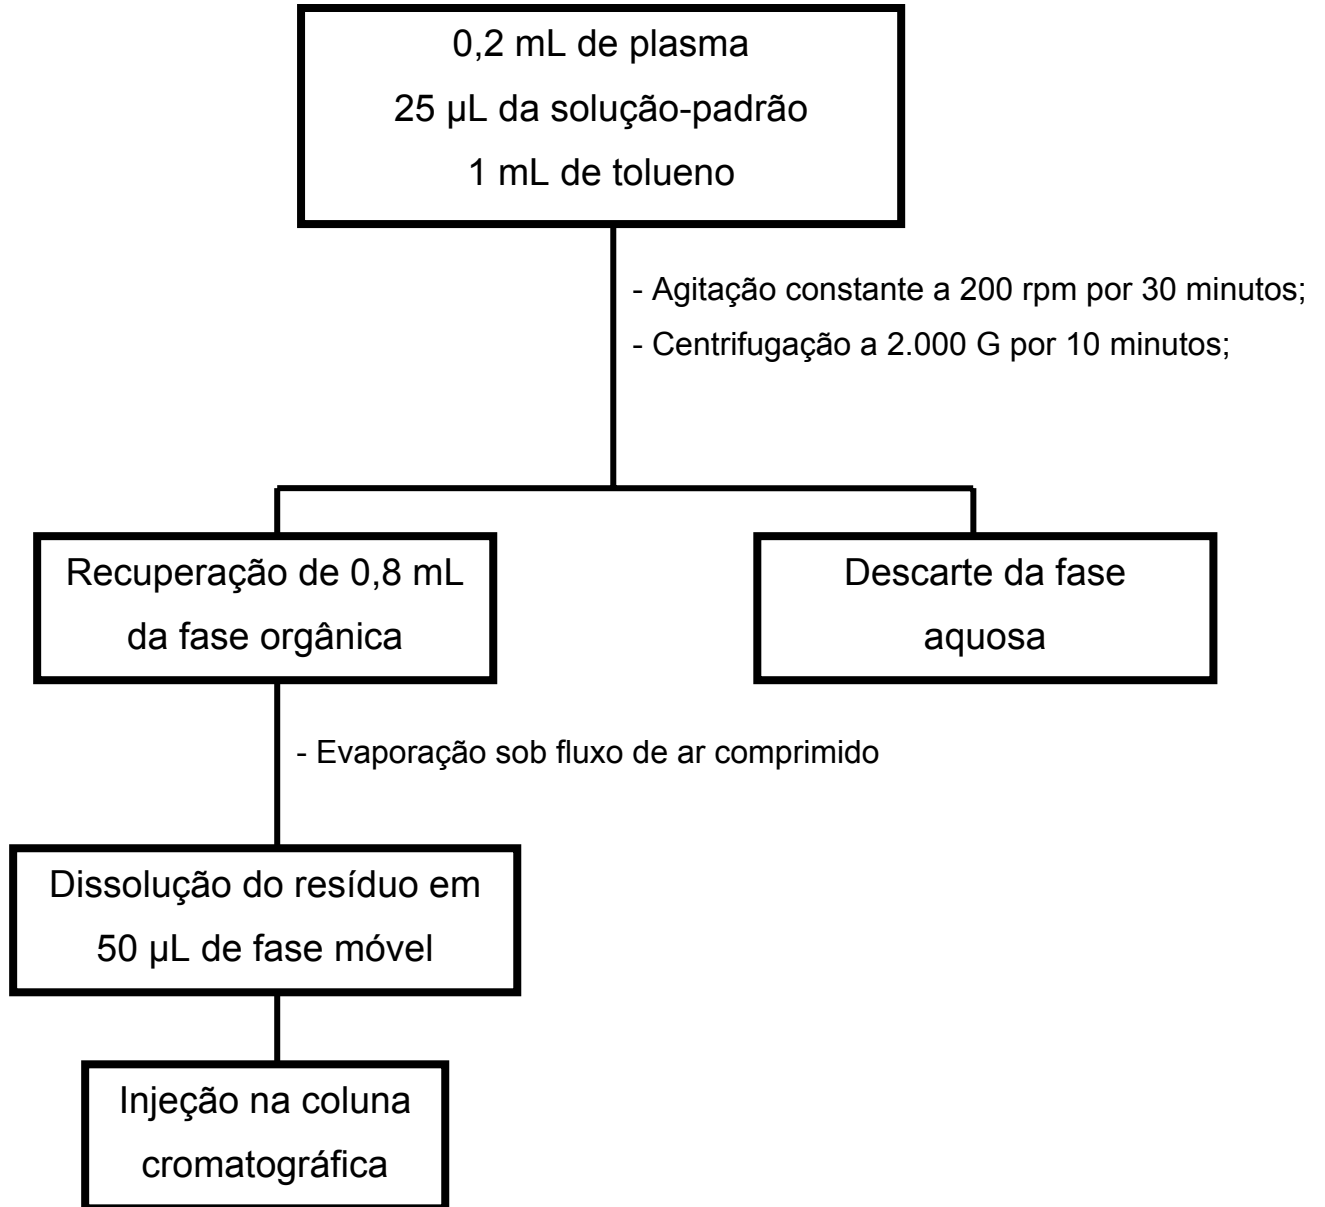 0,2 mL de plasma
25 µL da solução-padrão
1 mL de tolueno
- Agitação constante a 200 rpm por 30 minutos;
- Centrifugação a 2.000 G por 10 minutos;
Recuperação de 0,8 mL
da fase orgânica
Descarte da fase
aquosa
- Evaporação sob fluxo de ar comprimido
Dissolução do resíduo em
50 µL de fase móvel
Injeção na coluna
cromatográfica